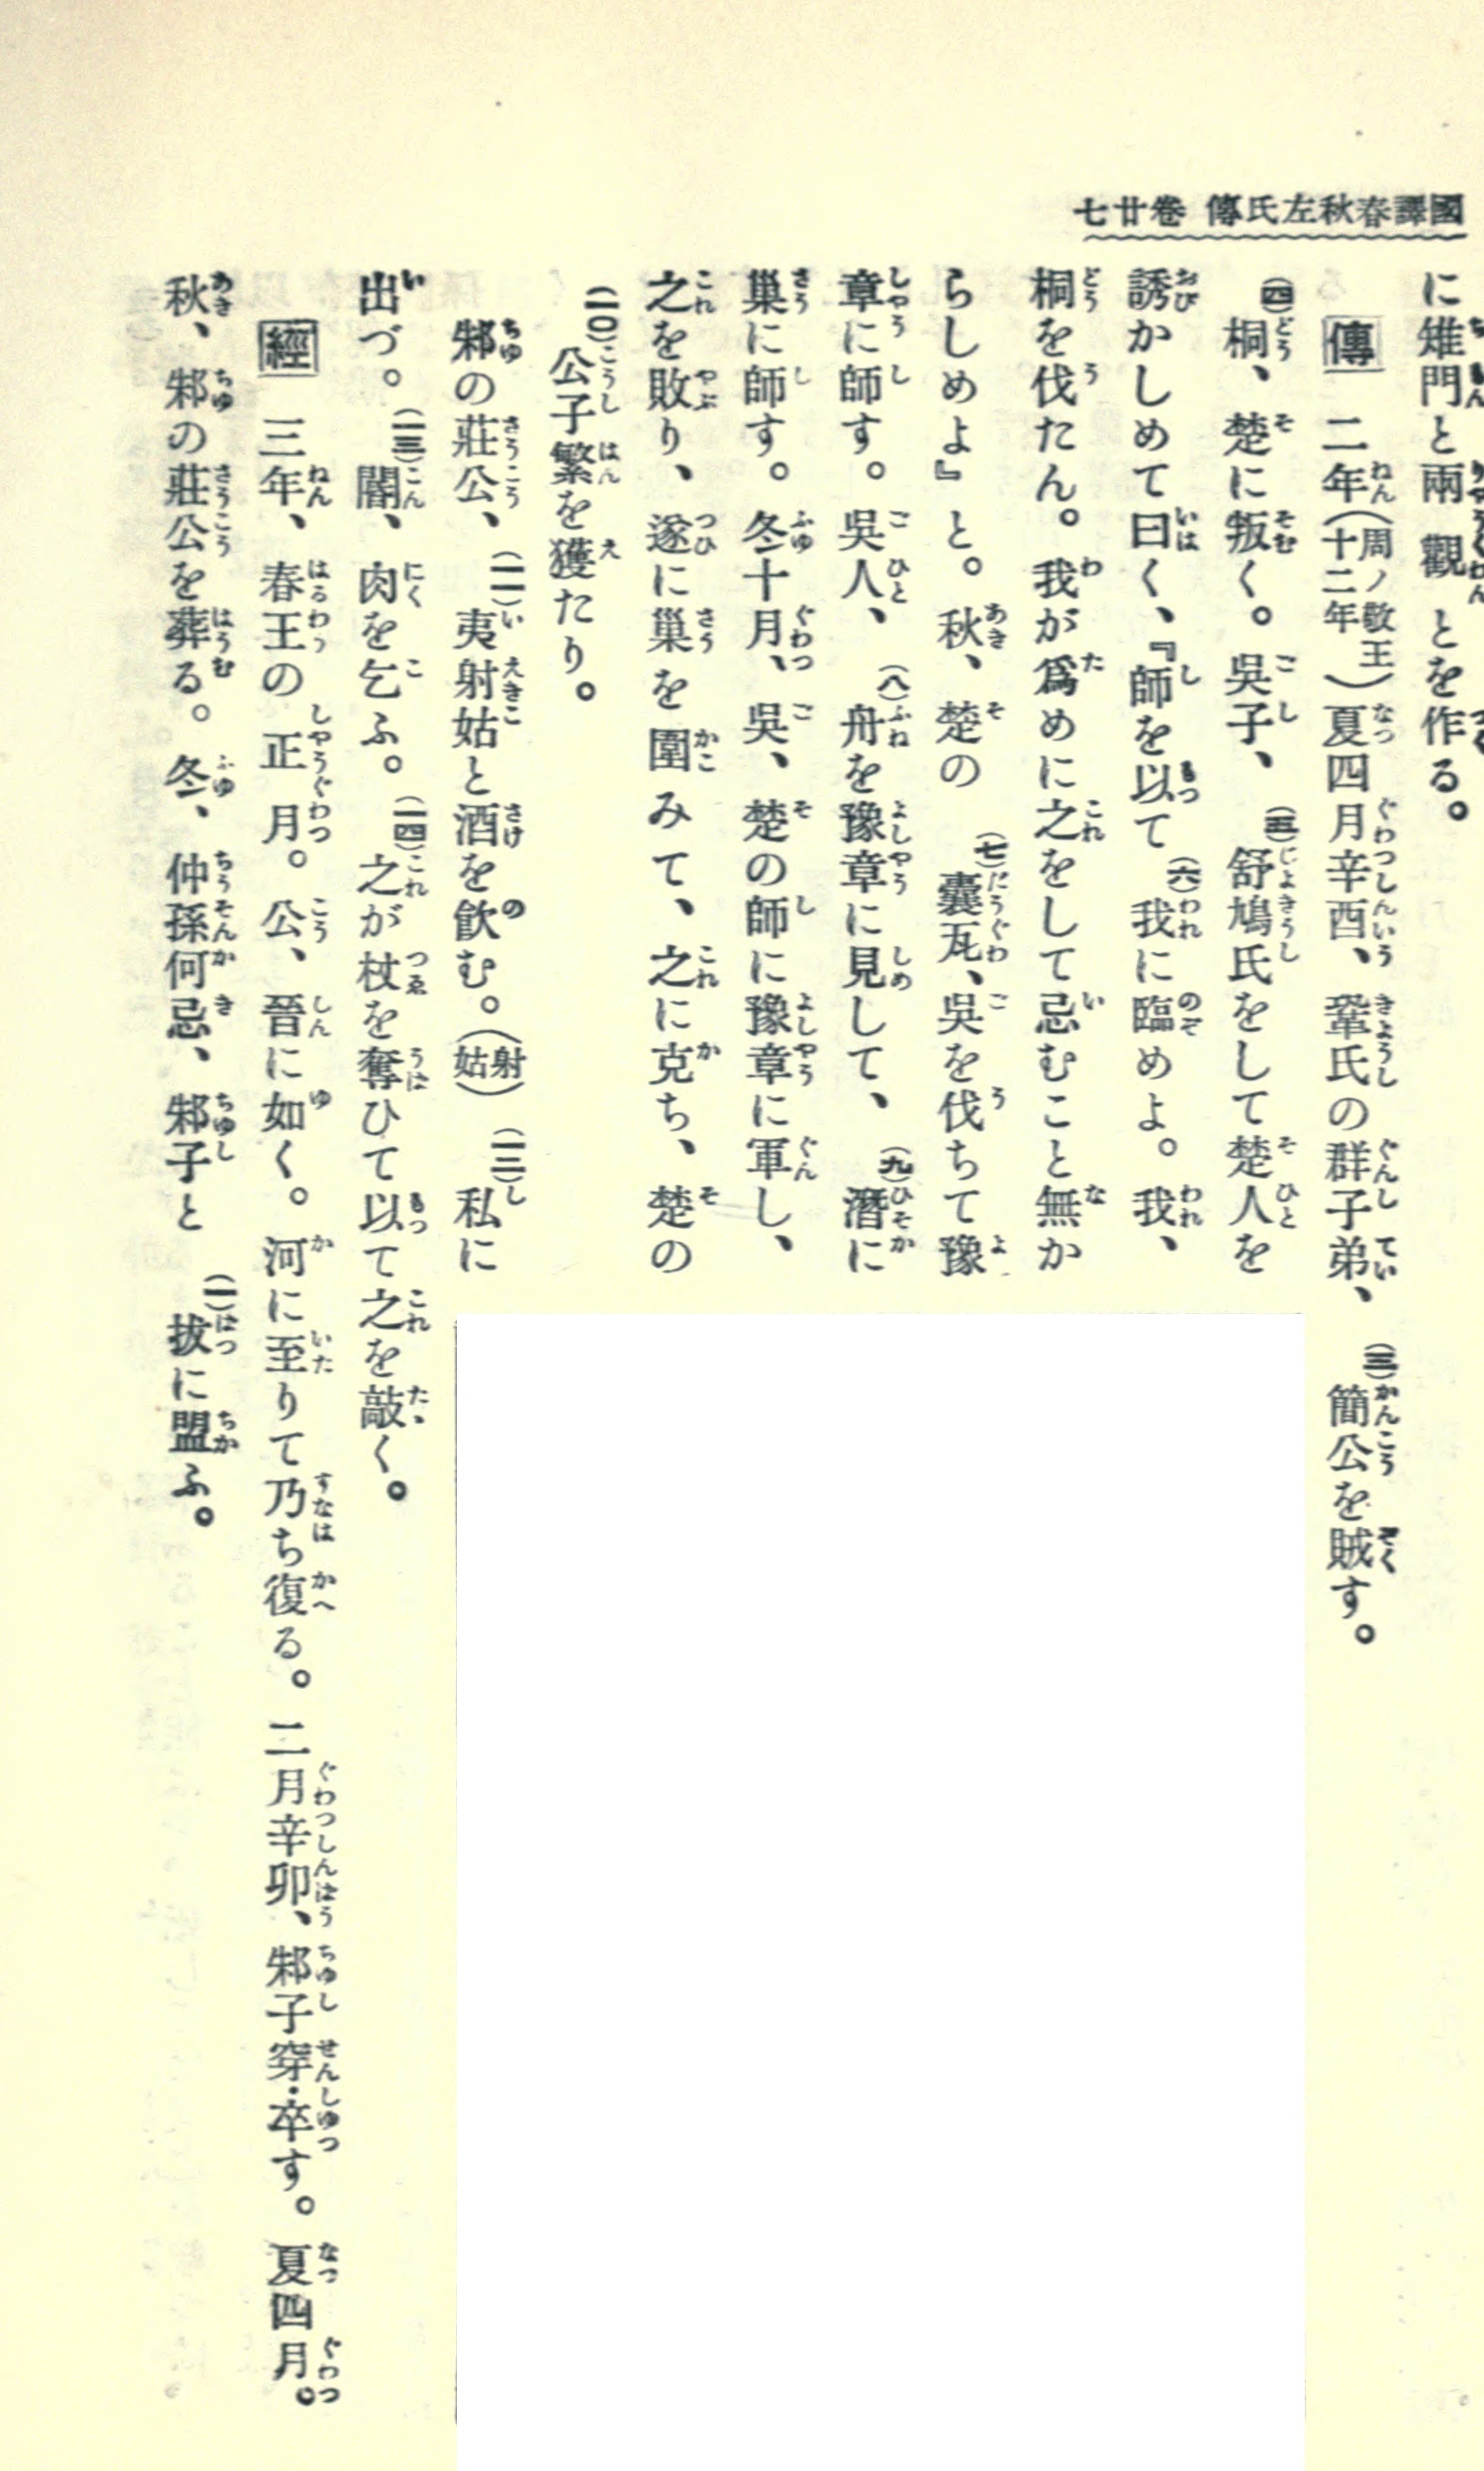 國譯春秋左氏傳 卷廿七
に雉門と兩觀とを作る。
傳 二年(周ノ敬王十二年)夏四月辛酉、鞏氏の群子弟、(三)簡公を賊す。
(四)桐、楚に叛く。吳子、(五)舒鳩氏をして楚人を
誘かしめて曰く、『師を以て(六)我に臨めよ。我、
桐を伐たん。我が爲めに之をして忌むこと無か
らしめよ』と。秋、楚の(七)囊瓦、吳を伐ちて豫
章に師す。吳人、(八)舟を豫章に見して、(九)潛に
巢に師す。冬十月、吳、楚の師に豫章に軍し、
之を敗り、遂に巢を圍みて、之に克ち、楚の
(一〇)公子繁を獲たり。
邾の莊公、(一一)夷射姑と酒を飮む。(射姑)(一二)私に
出づ。(一三)閽、肉を乞ふ。(一四)之が杖を奪ひて以て之を敲く。
經 三年、春王の正月。公、晉に如く。河に至りて乃ち復る。二月辛卯、邾子穿・卒す。夏四月。
秋、邾の莊公を葬る。冬、仲孫何忌、邾子と(一)拔に盟ふ。